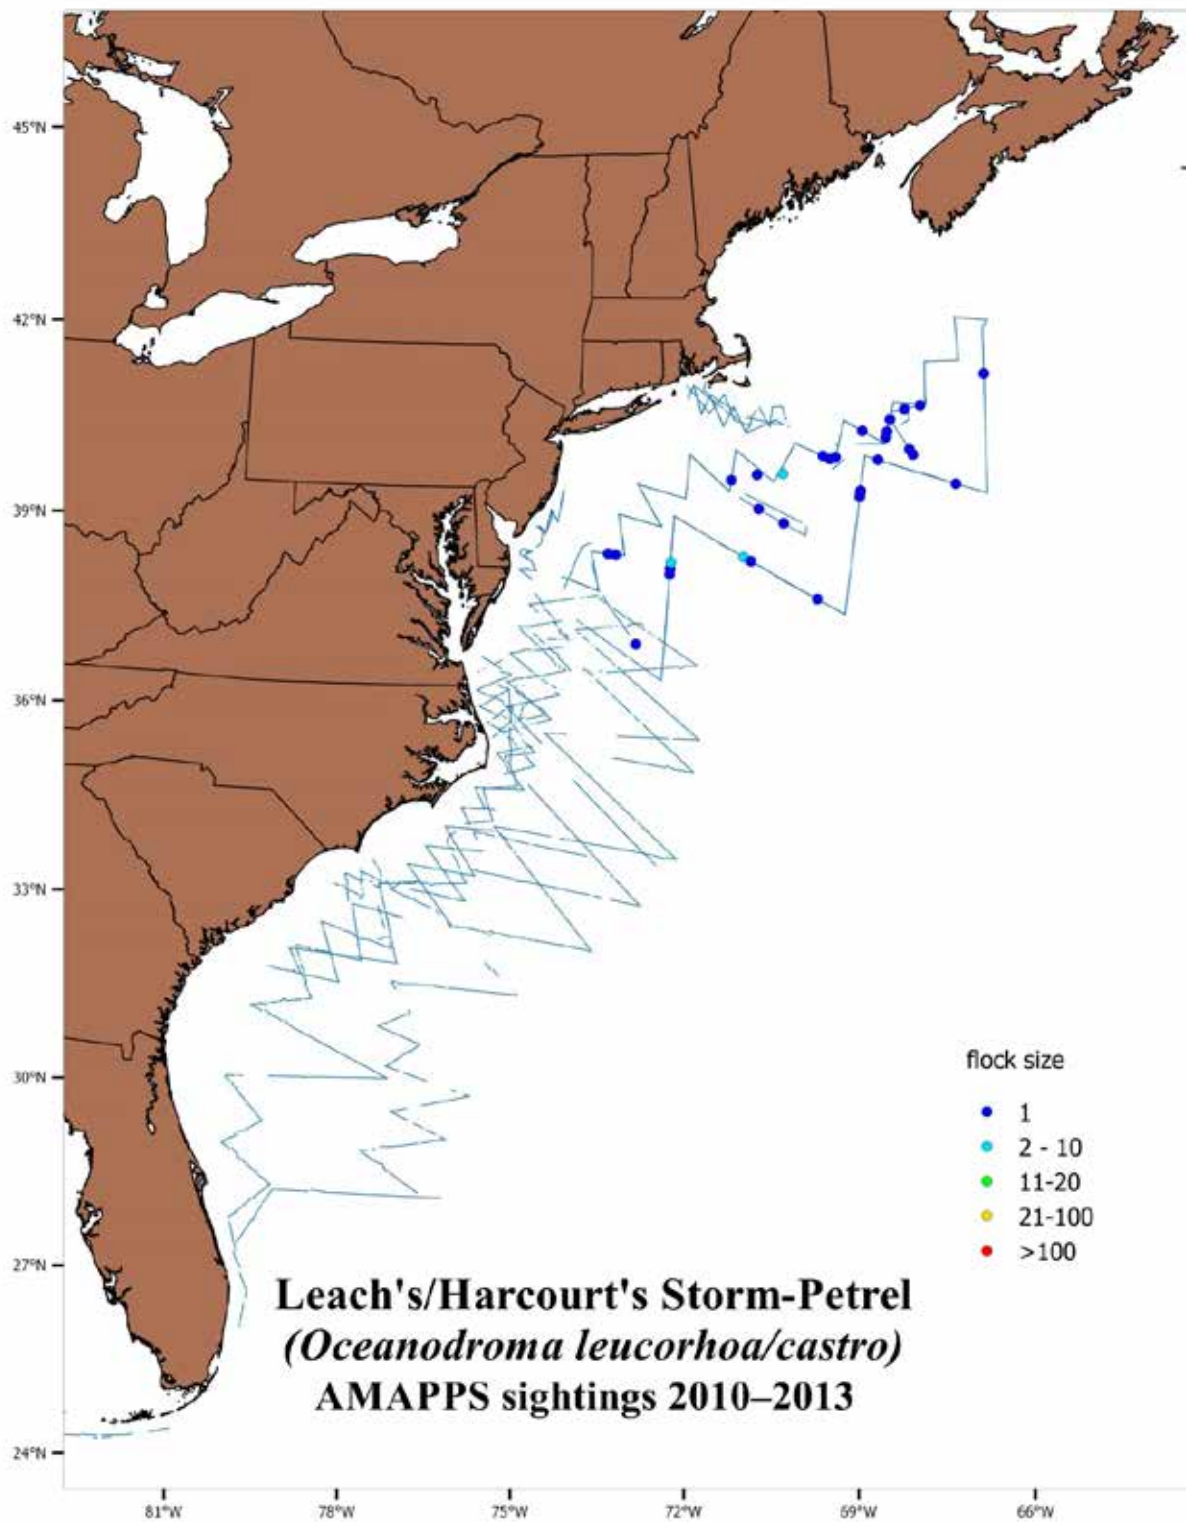 45°N
42°N
39°N
36°N
33°N
30°N
27°N
24°N
flock size
1
2 - 10
11-20
21-100
>100
Leach's/Harcourt's Storm-Petrel
(Oceanodroma leucorhoa/castro)
AMAPPS sightings 2010–2013
81°W 78°W 75°W 72°W 69°W 66°W